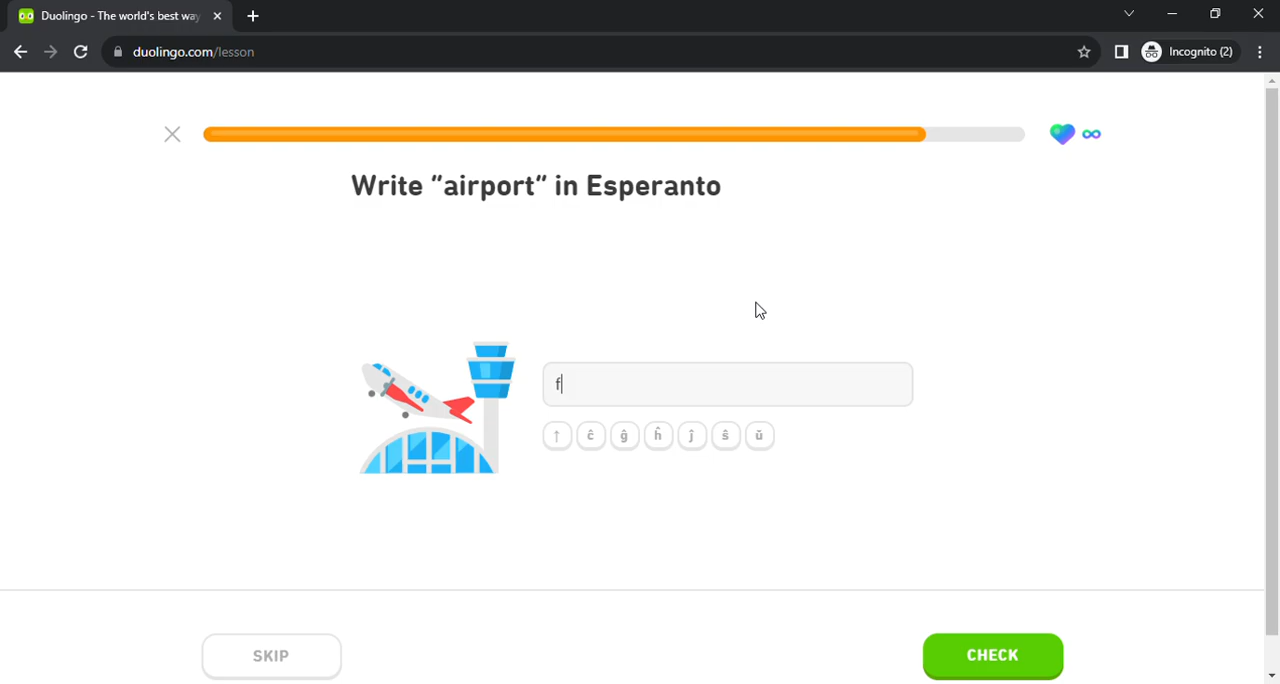 Duolingo - The world's best way
duolingo.com/lesson
Incognito (2)
Write "airport" in Esperanto
f
↑ ĉ ĝ ĥ ĵ ŝ ŭ
SKIP
CHECK